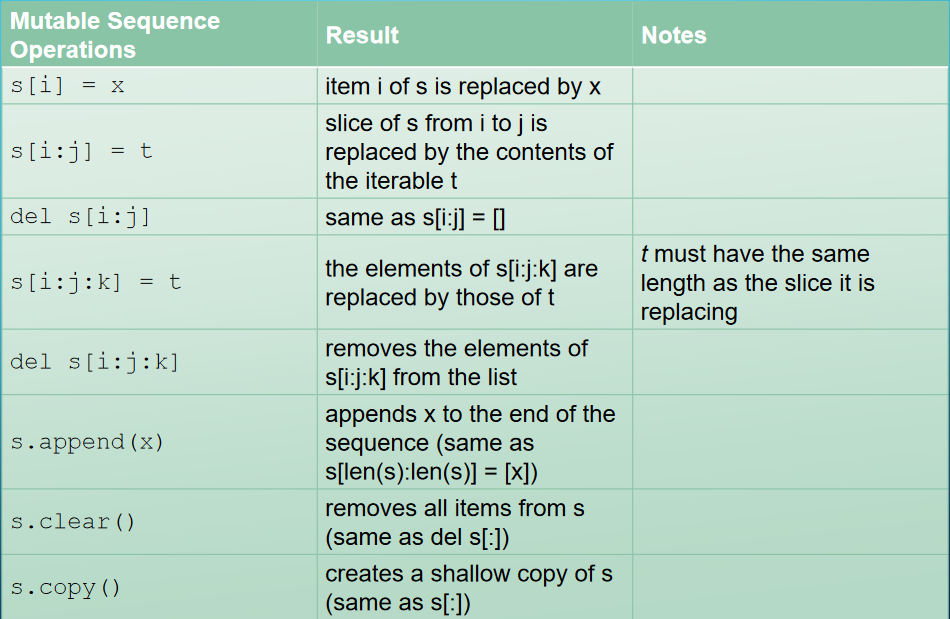 Mutable Sequence
Operations
Result
Notes
s[i] = x
item i of s is replaced by x
s[i:j] = t
slice of s from i to j is
replaced by the contents of
the iterable t
del s[i:j]
same as s[i:j] = []
s[i:j:k] = t
the elements of s[i:j:k] are
replaced by those of t
t must have the same
length as the slice it is
replacing
del s[i:j:k]
removes the elements of
s[i:j:k] from the list
s.append(x)
appends x to the end of the
sequence (same as
s[len(s):len(s)] = [x])
s.clear()
removes all items from s
(same as del s[:])
s.copy()
creates a shallow copy of s
(same as s[:])